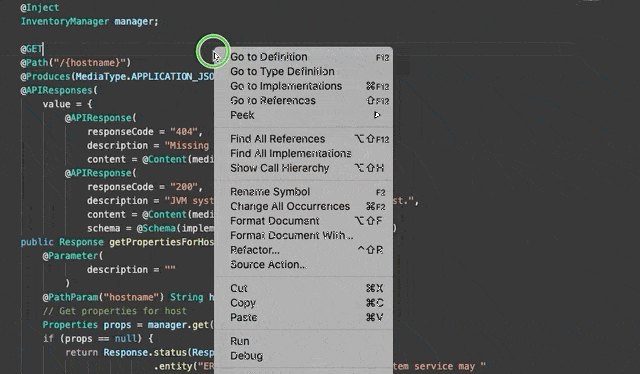 @Inject
InventoryManager manager;
@GET
@Path("/{hostname}")
@Produces(MediaType.APPLICATION_JSO
@APIResponses(
value = {
@APIResponse(
responseCode = "404",
description = "Missing
content = @Content(medi
@APIResponse(
responseCode = "200",
description = "JVM syst
content = @Content(medi
schema = @Schema(implem
st.",
)
public Response getPropertiesForHos
@Parameter(
description = ""
)
@PathParam("hostname") String h
// Get properties for host
Properties props = manager.get(
if (props == null) {
return Response.status(Resp
.entity("ER
tem service may "
Go to Definition F12
Go to Type Definition
Go to Implementations ⌘F12
Go to References ⇧F12
Peek
Find All References ⌥⇧F12
Find All Implementations
Show Call Hierarchy ⌥⇧H
Rename Symbol F2
Change All Occurrences ⌘F2
Format Document ⌥⇧F
Format Document With...
Refactor... ^⇧R
Source Action...
Cut ⌘X
Copy ⌘C
Paste ⌘V
Run
Debug